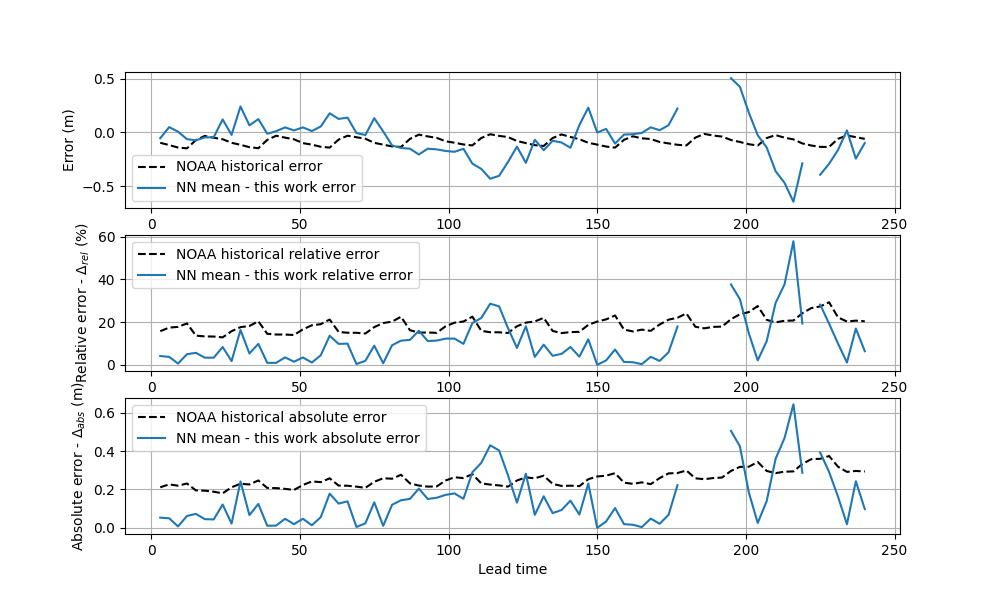 0.5
0.0
−0.5
Error (m)
NOAA historical error
NN mean - this work error
0 50 100 150 200 250
60
40
20
0
Relative error - Δrel (%)
NOAA historical relative error
NN mean - this work relative error
0 50 100 150 200 250
0.6
0.4
0.2
0.0
Absolute error - Δabs (m)
NOAA historical absolute error
NN mean - this work absolute error
0 50 100 150 200 250
Lead time